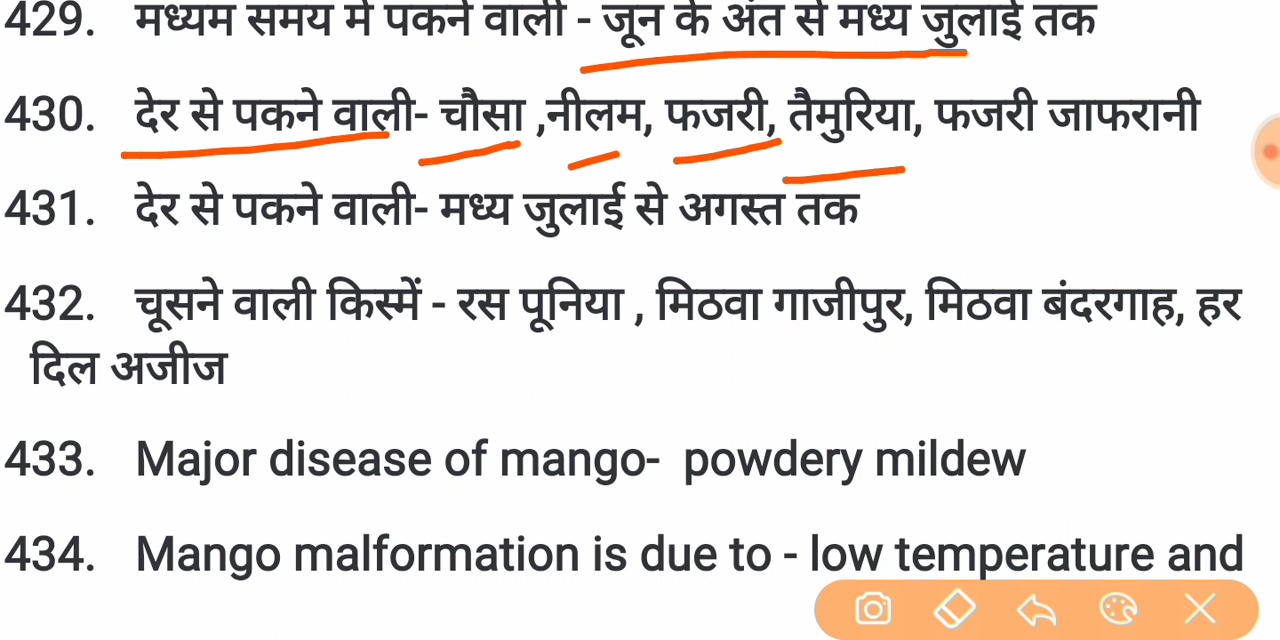 429. मध्यम समय में पकने वाली - जून के अंत से मध्य जुलाई तक
430. देर से पकने वाली- चौसा ,नीलम, फजरी, तैमुरिया, फजरी जाफरानी
431. देर से पकने वाली- मध्य जुलाई से अगस्त तक
432. चूसने वाली किस्में - रस पूनिया , मिठवा गाजीपुर, मिठवा बंदरगाह, हर
दिल अजीज
433. Major disease of mango- powdery mildew
434. Mango malformation is due to - low temperature and